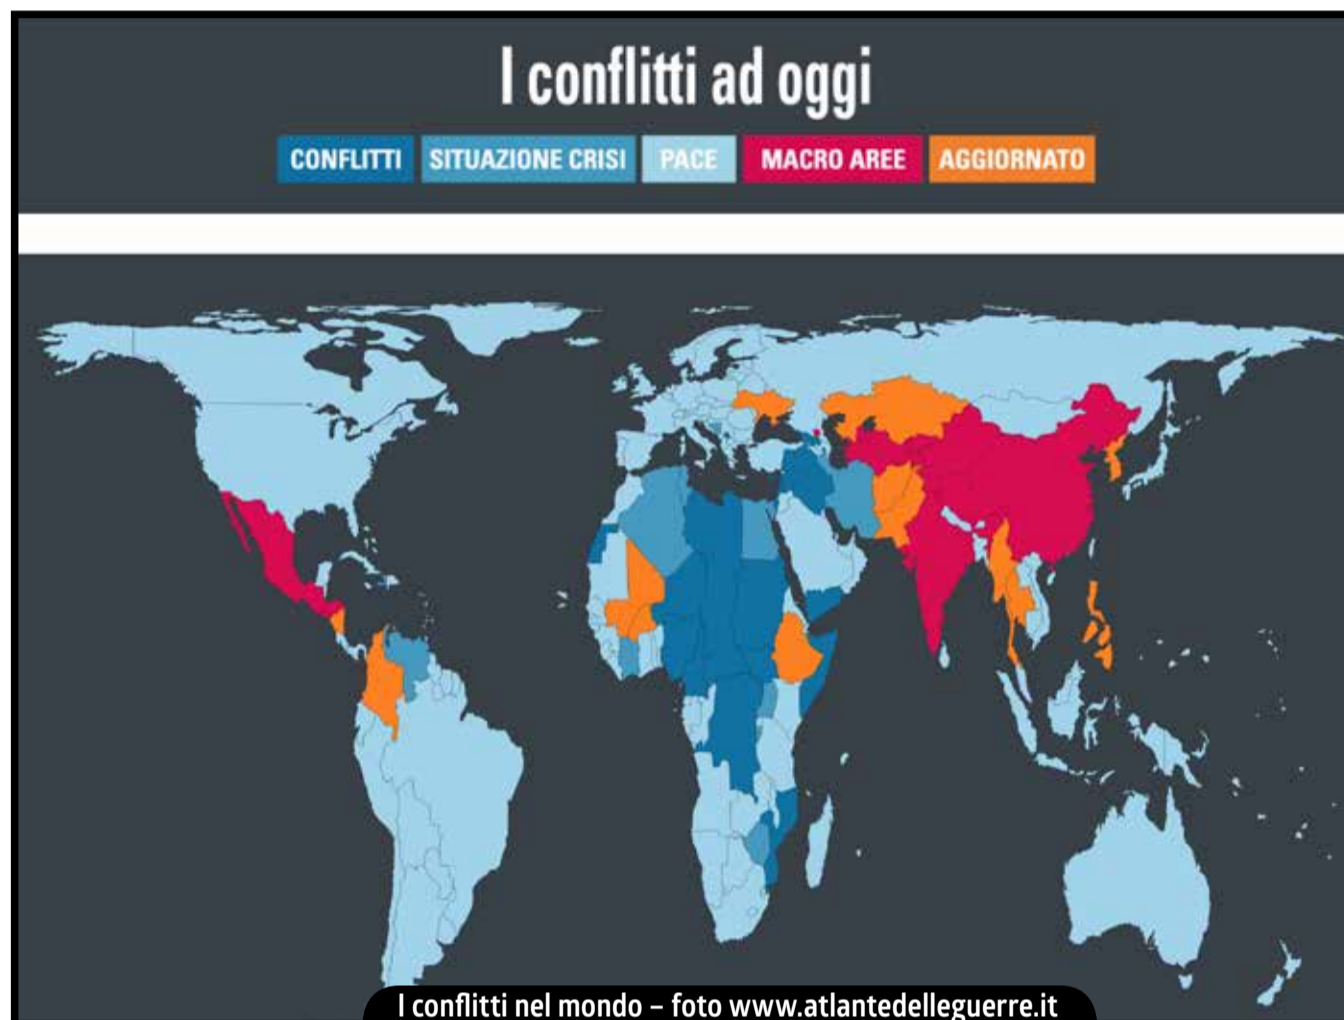 I conflitti ad oggi
CONFLITTI SITUAZIONE CRISI PACE MACRO AREE AGGIORNATO
I conflitti nel mondo – foto www.atlantedelleguerre.it